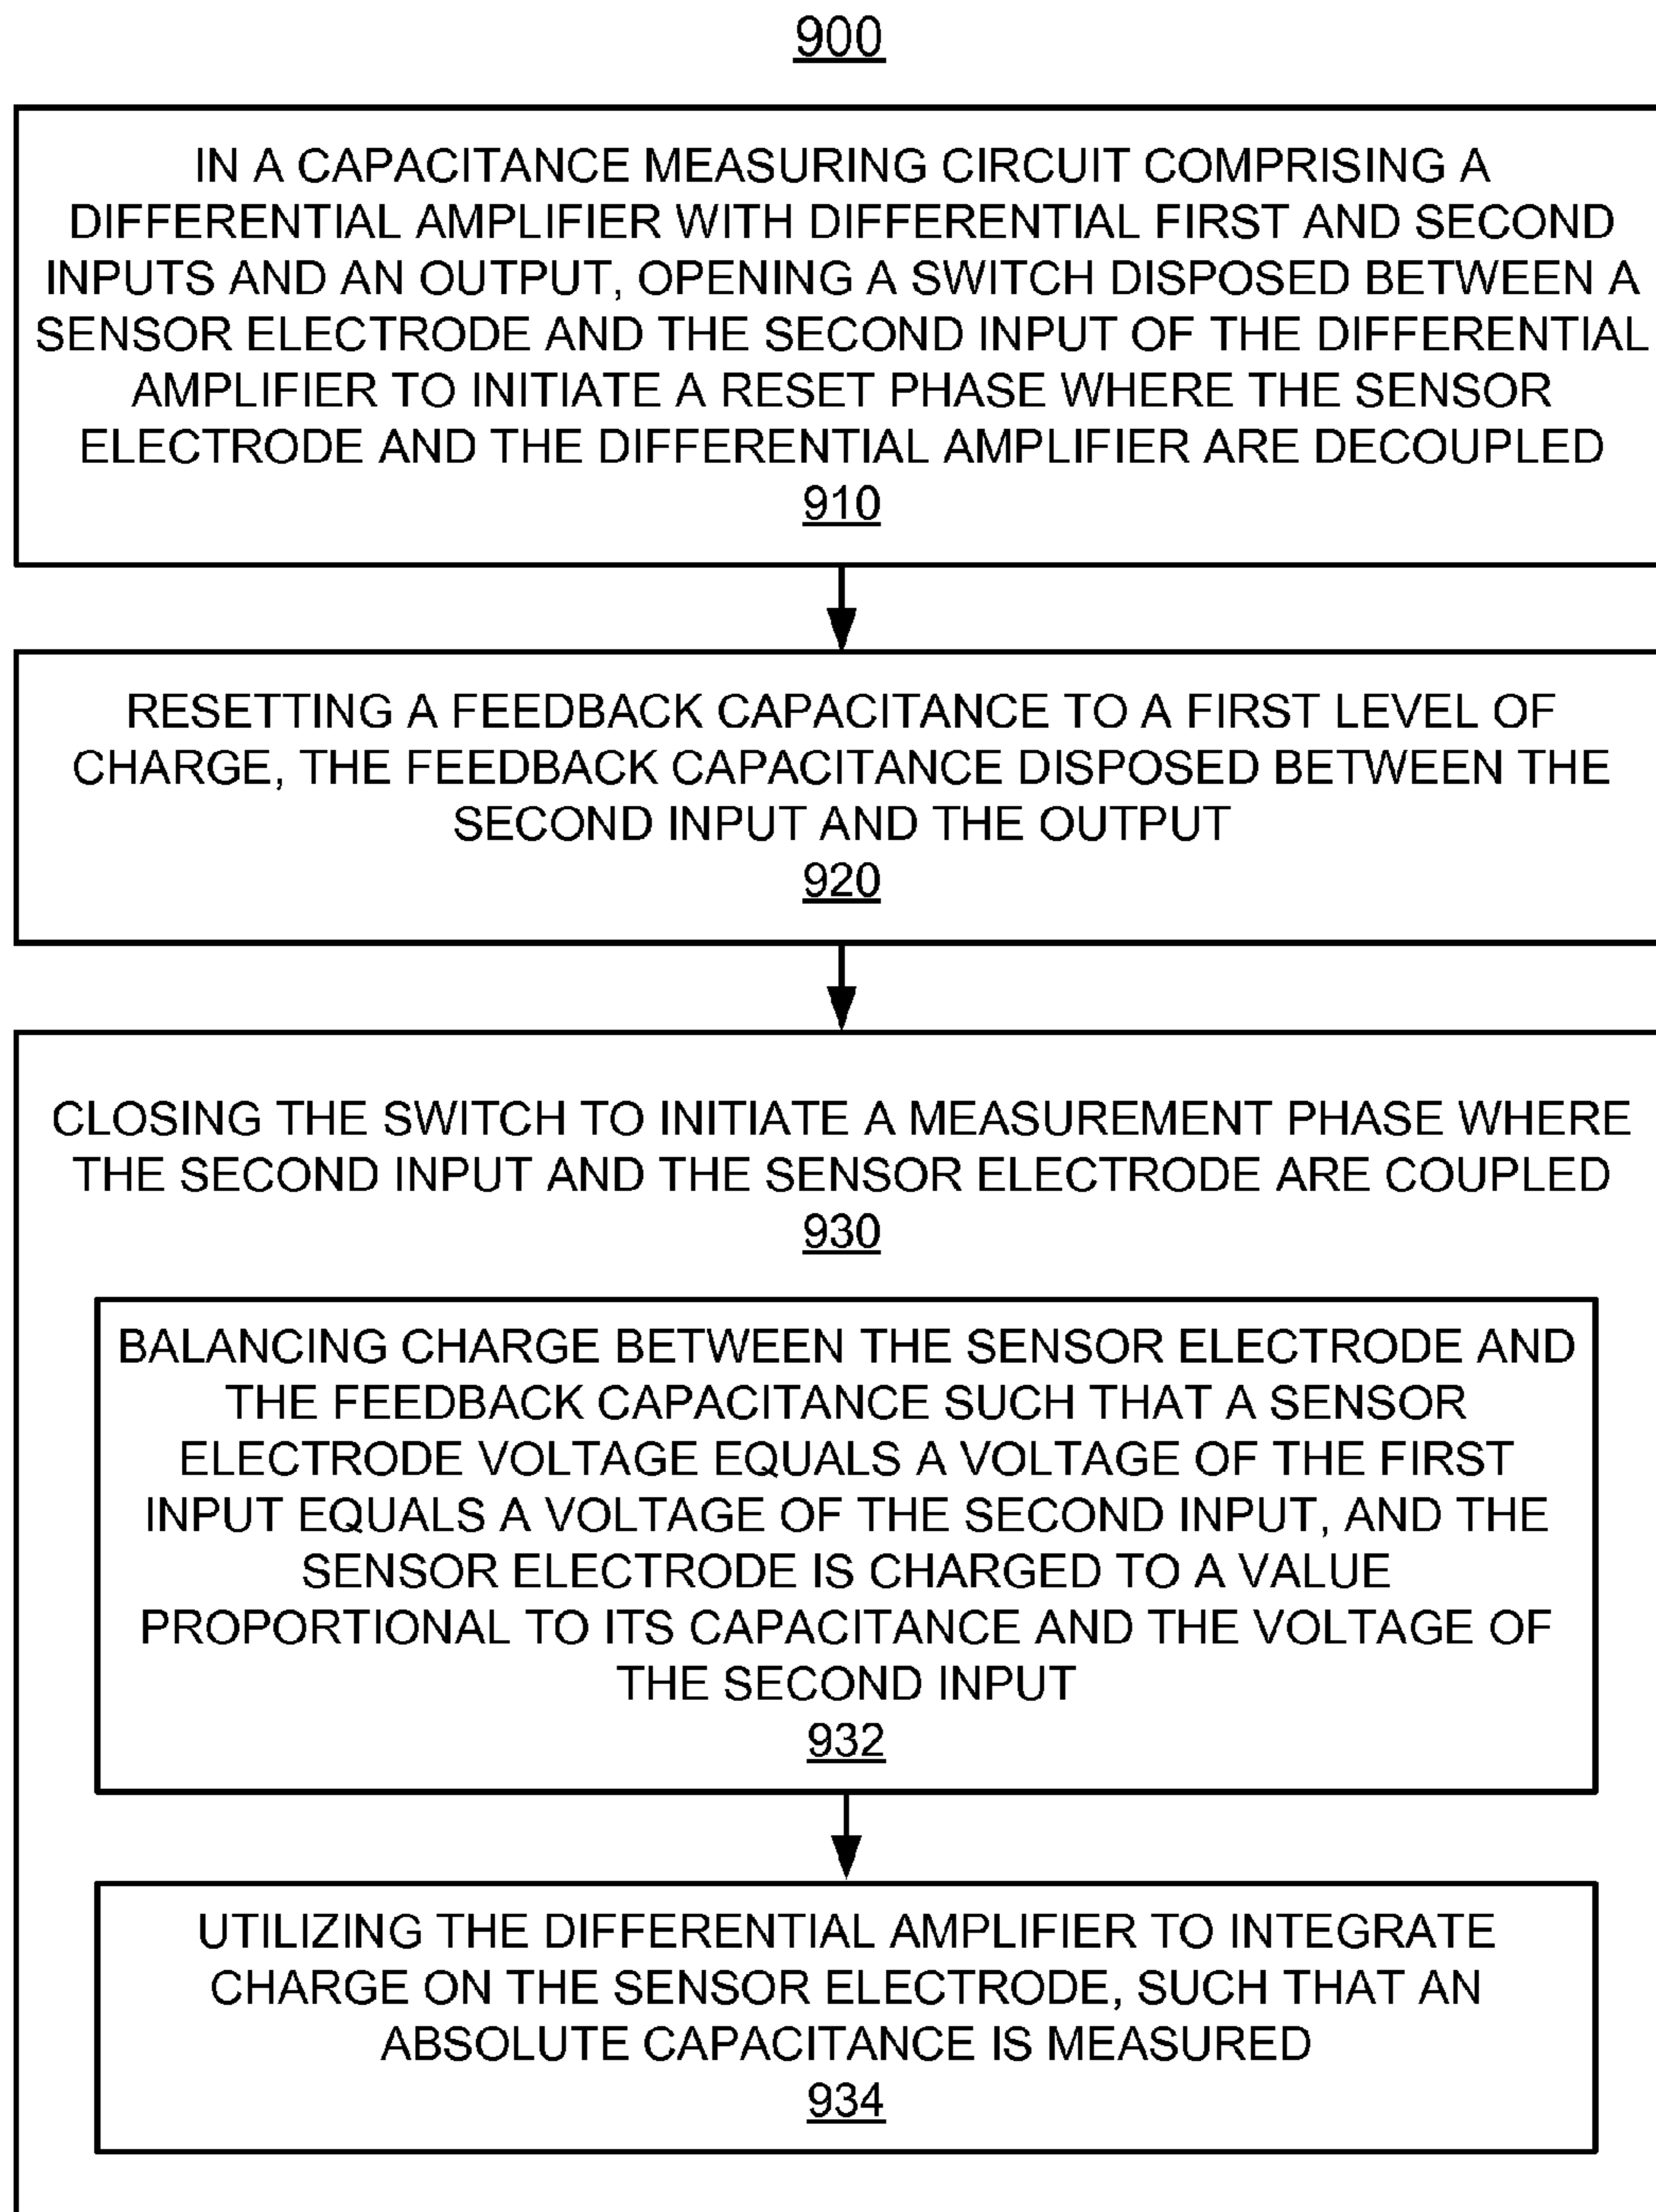 900
IN A CAPACITANCE MEASURING CIRCUIT COMPRISING A
DIFFERENTIAL AMPLIFIER WITH DIFFERENTIAL FIRST AND SECOND
INPUTS AND AN OUTPUT, OPENING A SWITCH DISPOSED BETWEEN A
SENSOR ELECTRODE AND THE SECOND INPUT OF THE DIFFERENTIAL
AMPLIFIER TO INITIATE A RESET PHASE WHERE THE SENSOR
ELECTRODE AND THE DIFFERENTIAL AMPLIFIER ARE DECOUPLED
910
RESETTING A FEEDBACK CAPACITANCE TO A FIRST LEVEL OF
CHARGE, THE FEEDBACK CAPACITANCE DISPOSED BETWEEN THE
SECOND INPUT AND THE OUTPUT
920
CLOSING THE SWITCH TO INITIATE A MEASUREMENT PHASE WHERE
THE SECOND INPUT AND THE SENSOR ELECTRODE ARE COUPLED
930
BALANCING CHARGE BETWEEN THE SENSOR ELECTRODE AND
THE FEEDBACK CAPACITANCE SUCH THAT A SENSOR
ELECTRODE VOLTAGE EQUALS A VOLTAGE OF THE FIRST
INPUT EQUALS A VOLTAGE OF THE SECOND INPUT, AND THE
SENSOR ELECTRODE IS CHARGED TO A VALUE
PROPORTIONAL TO ITS CAPACITANCE AND THE VOLTAGE OF
THE SECOND INPUT
932
UTILIZING THE DIFFERENTIAL AMPLIFIER TO INTEGRATE
CHARGE ON THE SENSOR ELECTRODE, SUCH THAT AN
ABSOLUTE CAPACITANCE IS MEASURED
934